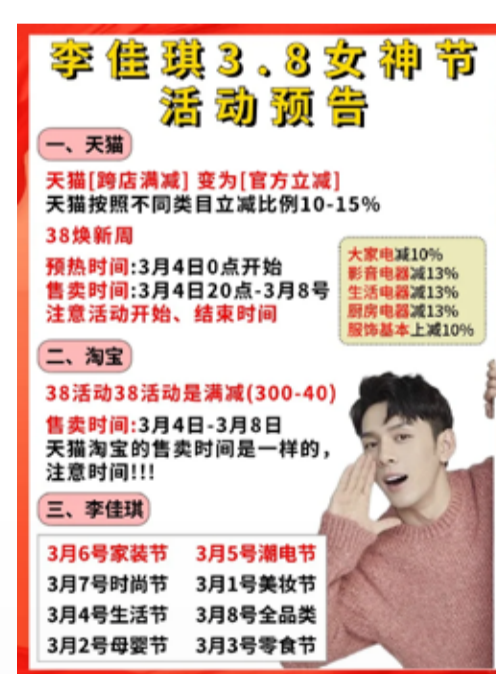 李佳琪3.8女神节
活动预告
一、天猫
天猫[跨店满减] 变为[官方立减]
天猫按照不同类目立减比例10-15%
38焕新周
预热时间:3月4日0点开始
售卖时间:3月4日20点-3月8号
注意活动开始、结束时间
大家电减10%
影音电器减13%
生活电器减13%
厨房电器减13%
服饰基本上减10%
二、淘宝
38活动38活动是满减(300-40)
售卖时间:3月4日-3月8日
天猫淘宝的售卖时间是一样的,
注意时间!!!
三、李佳琪
3月6号家装节 3月5号潮电节
3月7号时尚节 3月1号美妆节
3月4号生活节 3月8号全品类
3月2号母婴节 3月3号零食节